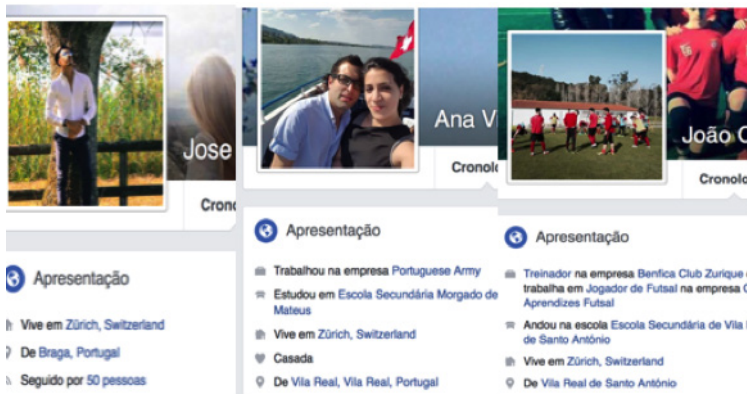 Jose
Crono
Apresentação
Vive em Zürich, Switzerland
De Braga, Portugal
Seguido por 50 pessoas
Ana V
Cronolo
Apresentação
Trabalhou na empresa Portuguese Army
Estudou em Escola Secundária Morgado de
Mateus
Vive em Zürich, Switzerland
Casada
De Vila Real, Vila Real, Portugal
João C
Cronolo
Apresentação
Treinador na empresa Benfica Club Zurique
trabalha em Jogador de Futsal na empresa
Aprendizes Futsal
Andou na escola Escola Secundária de Vila
de Santo António
Vive em Zürich, Switzerland
De Vila Real de Santo António